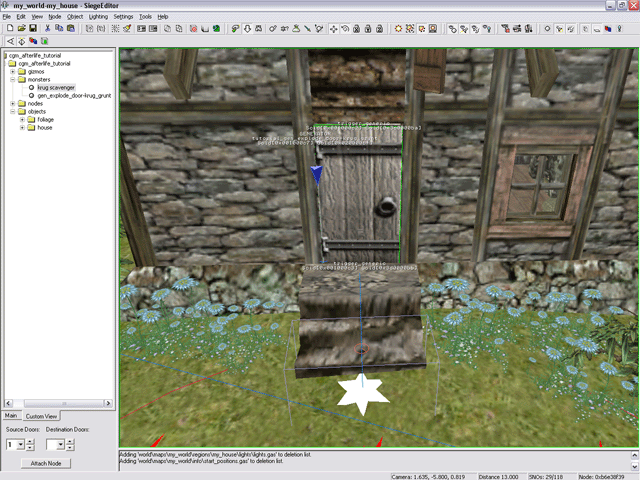 my_world-my_house - SiegeEditor
File Edit View Region Node Object Lighting Settings Tools Help
cgm_afterlife_tutorial
cgm_afterlife_tutorial
gizmos
monsters
krug scavenger
gen_explode_door-krug_grunt
nodes
objects
foliage
house
trigger_generic
trigger_generic
Main Custom View
Source Doors: Destination Doors:
1
Attach Node
Adding 'world\maps\my_world\regions\my_house\lights\lights.gas' to deletion list.
Adding 'world\maps\my_world\info\start_positions.gas' to deletion list.
Camera: 1.635, -5.800, 0.819 Distance 13.000 SNOs: 29/118 Node:0xb6e38f39